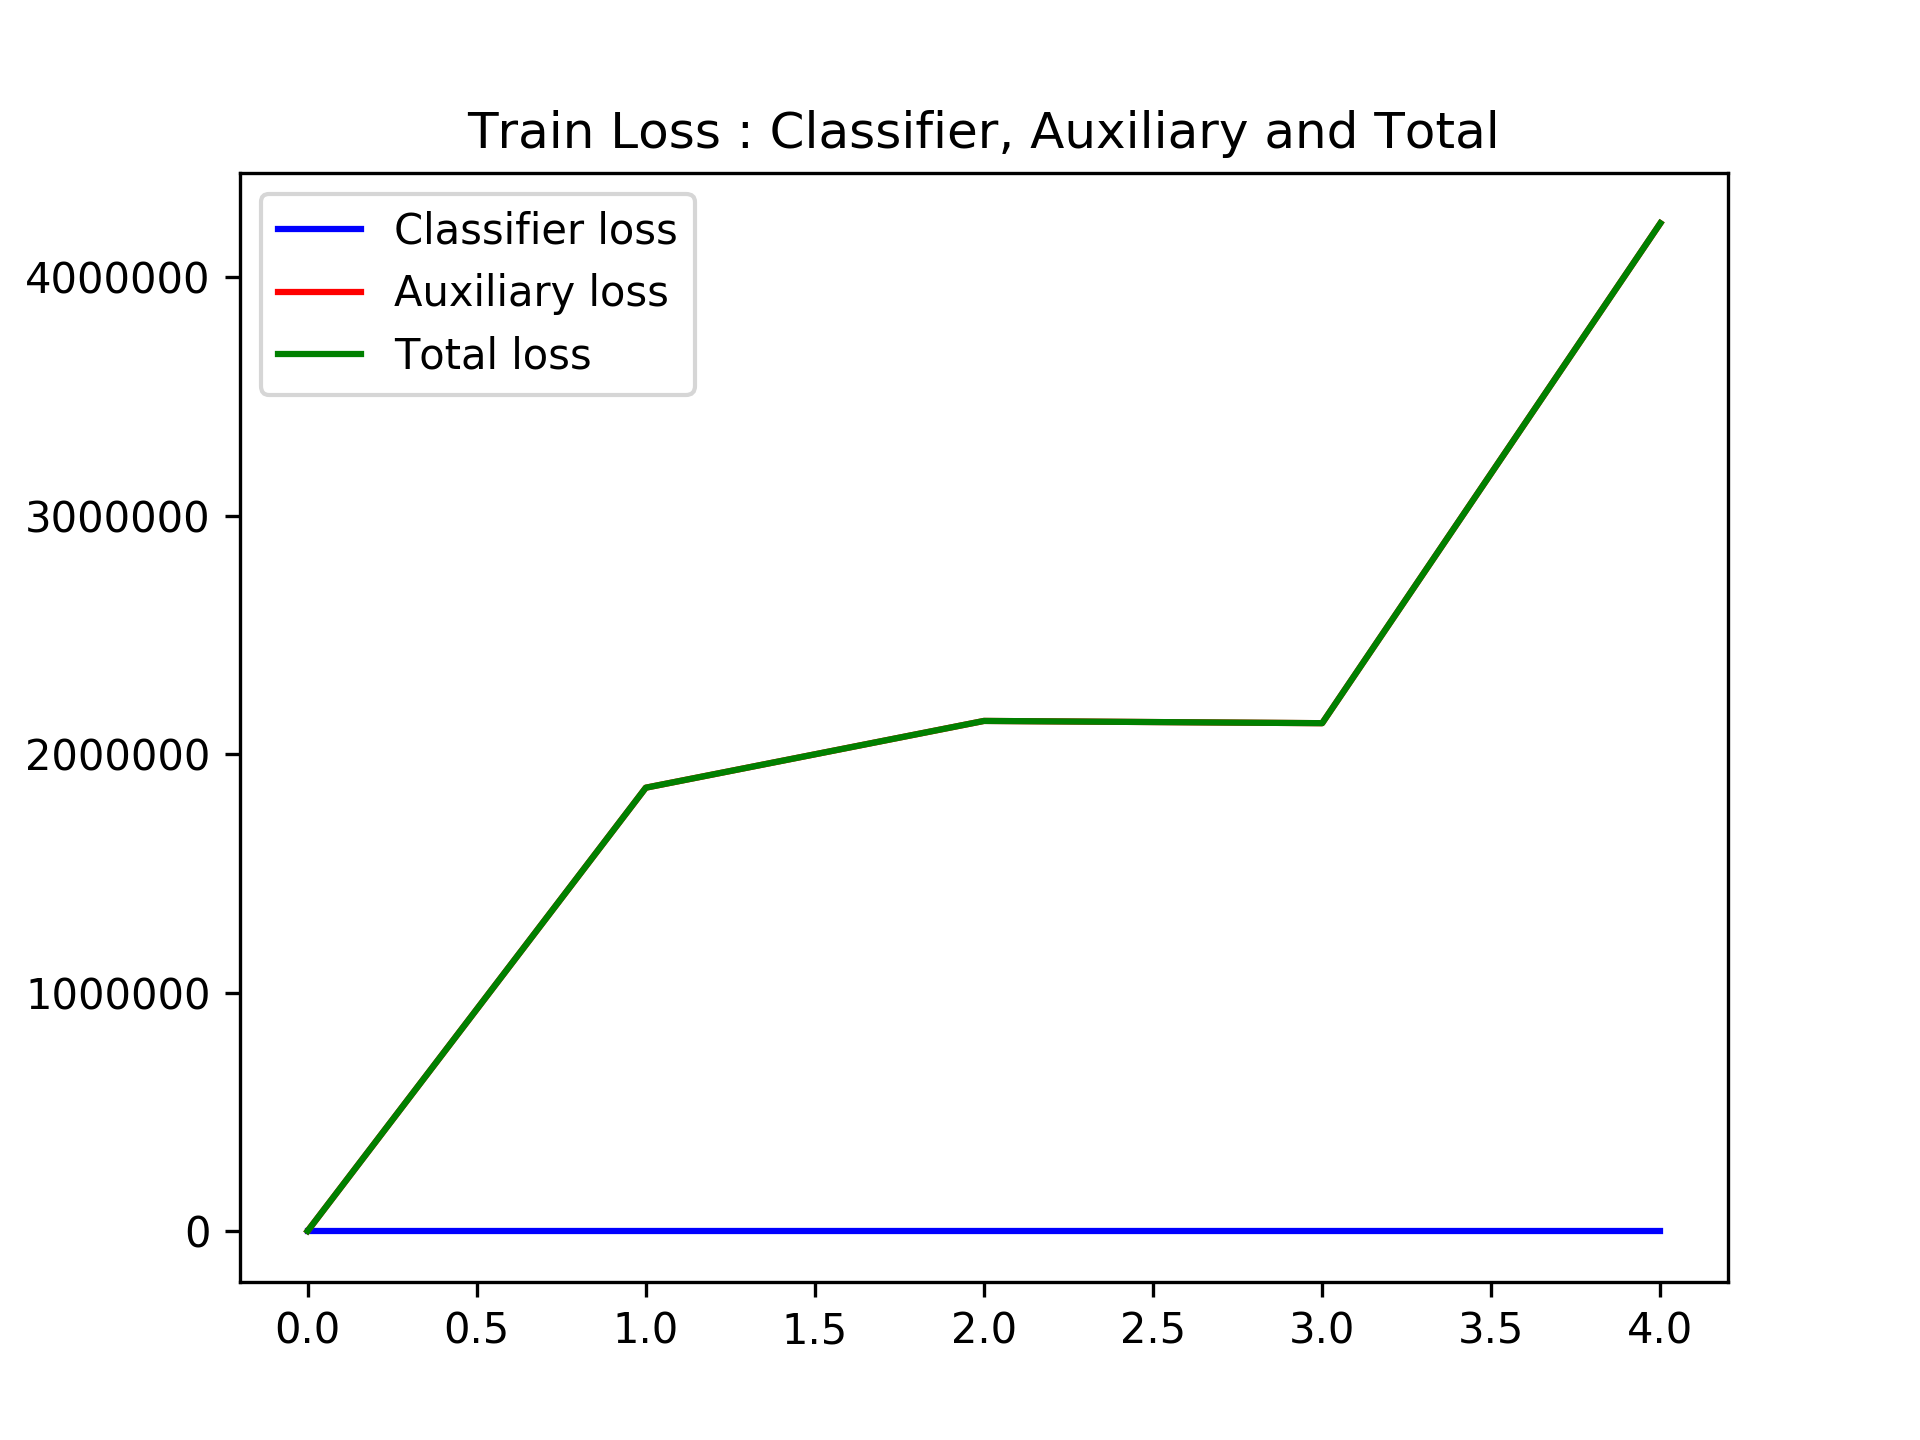 Train Loss : Classifier, Auxiliary and Total
Classifier loss
Auxiliary loss
Total loss
4000000
3000000
2000000
1000000
0
0.0 0.5 1.0 1.5 2.0 2.5 3.0 3.5 4.0